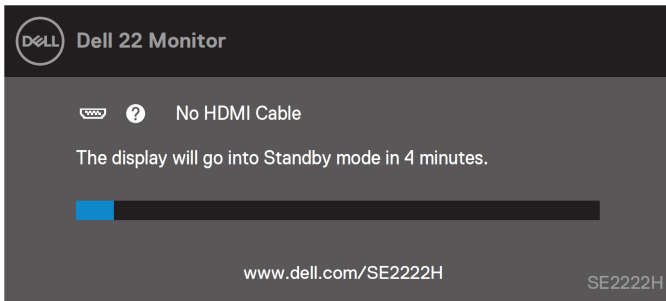 DELL Dell 22 Monitor
? No HDMI Cable
The display will go into Standby mode in 4 minutes.
www.dell.com/SE2222H
SE2222H